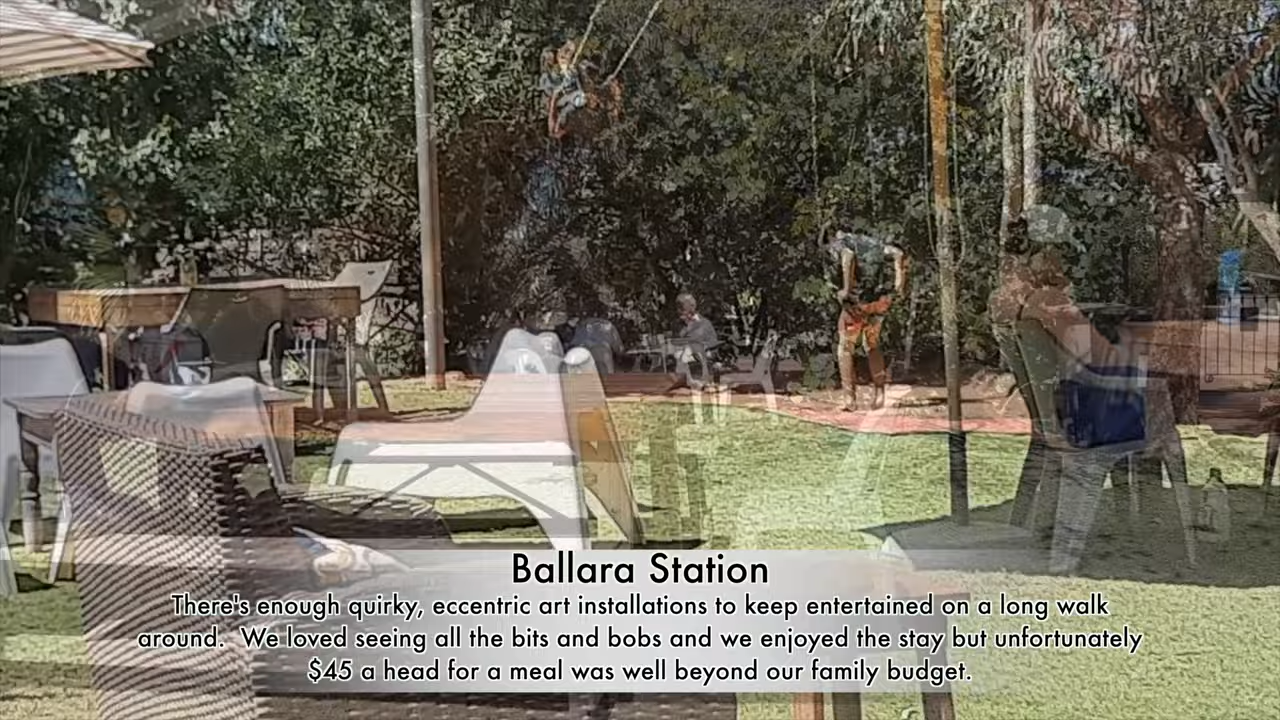 Ballara Station
There's enough quirky, eccentric art installations to keep entertained on a long walk
around.  We loved seeing all the bits and bobs and we enjoyed the stay but unfortunately
$45 a head for a meal was well beyond our family budget.